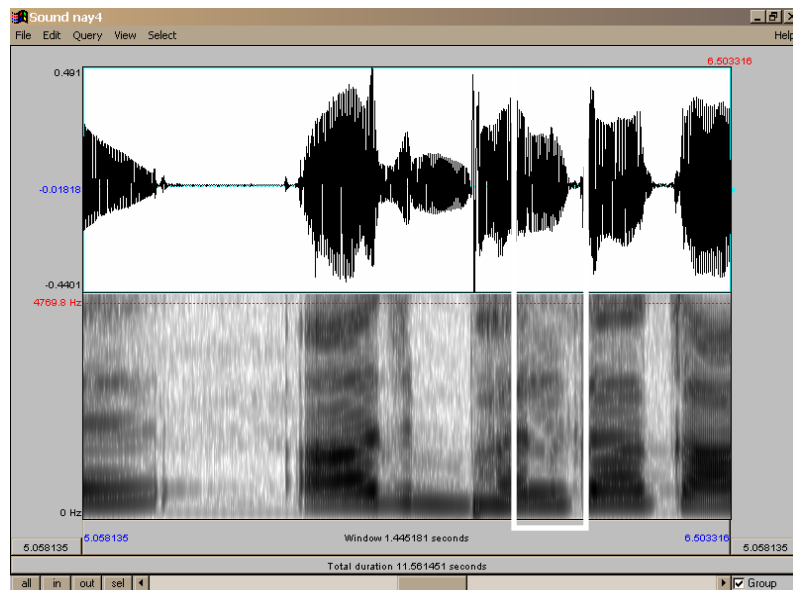 Sound nay4
File Edit Query View Select Help
6.503316
0.491
-0.01818
-0.4401
4769.8 Hz
0 Hz
5.058135 Window 1.445181 seconds 6.503316
5.058135 5.058135
Total duration 11.561451 seconds
all in out sel Group